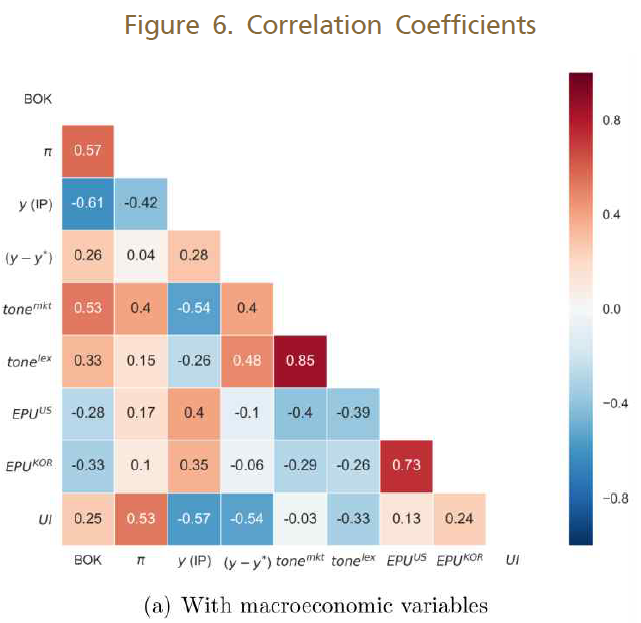 Figure 6. Correlation Coefficients
BOK
π 0.57
y (IP) -0.61 -0.42
(y − y*) 0.26 0.04 0.28
tone^mkt 0.53 0.4 -0.54 0.4
tone^lex 0.33 0.15 -0.26 0.48 0.85
EPU^US -0.28 0.17 0.4 -0.1 -0.4 -0.39
EPU^KOR -0.33 0.1 0.35 -0.06 -0.29 -0.26 0.73
UI 0.25 0.53 -0.57 -0.54 -0.03 -0.33 0.13 0.24
BOK π y (IP) (y − y*) tone^mkt tone^lex EPU^US EPU^KOR UI
0.8
0.4
0.0
−0.4
−0.8
(a) With macroeconomic variables